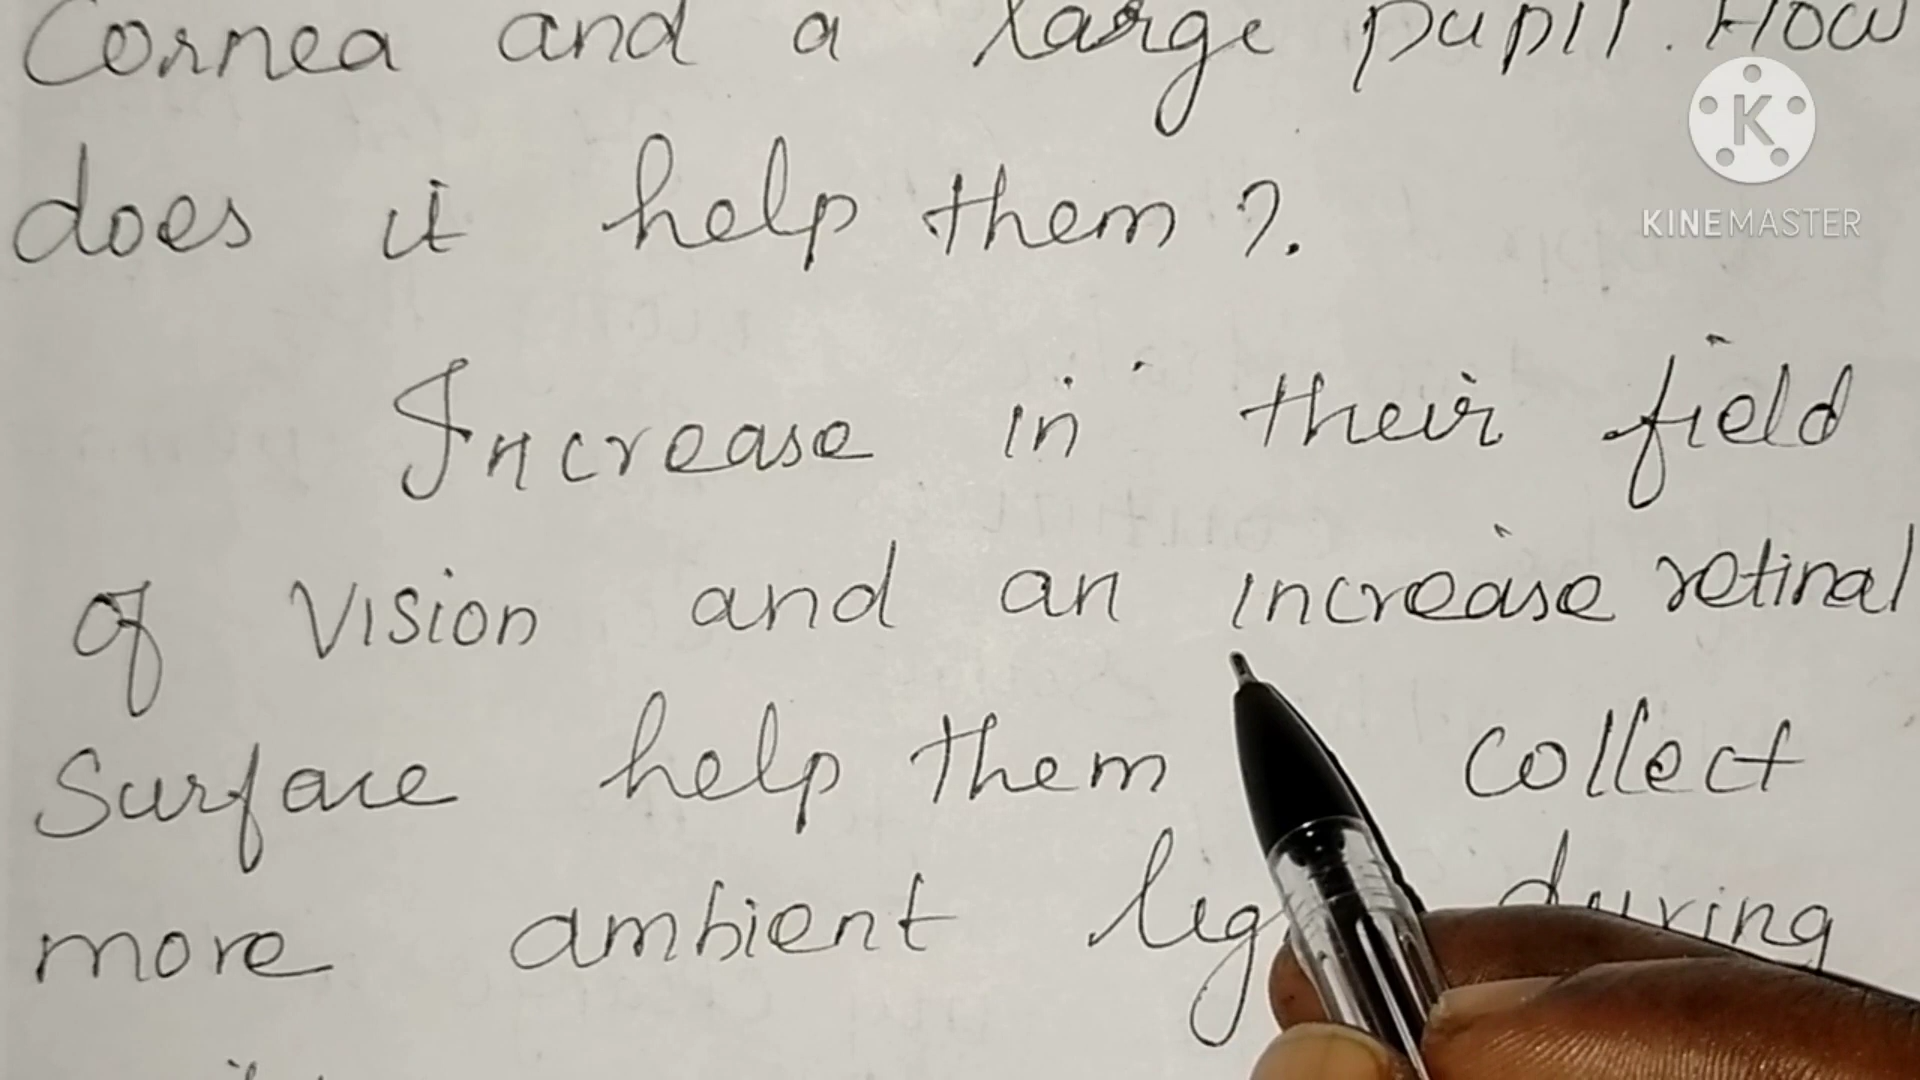 Cornea and a large pupil. How
does it help them?.
Increase in their field
of vision and an increase retinal
Surface help them collect
more ambient during
K
KINEMASTER